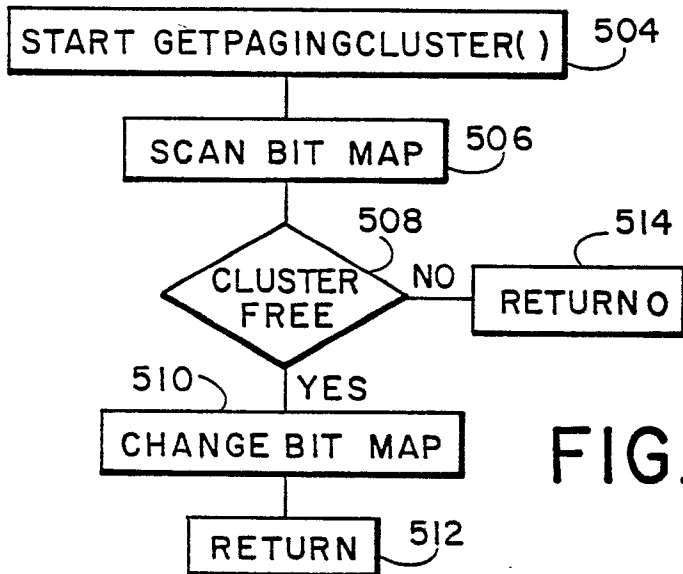 START GETPAGINGCLUSTER( )
504
SCAN BIT MAP
506
508
514
CLUSTER
FREE
NO
RETURN 0
510
YES
CHANGE BIT MAP
FIG.
RETURN
512